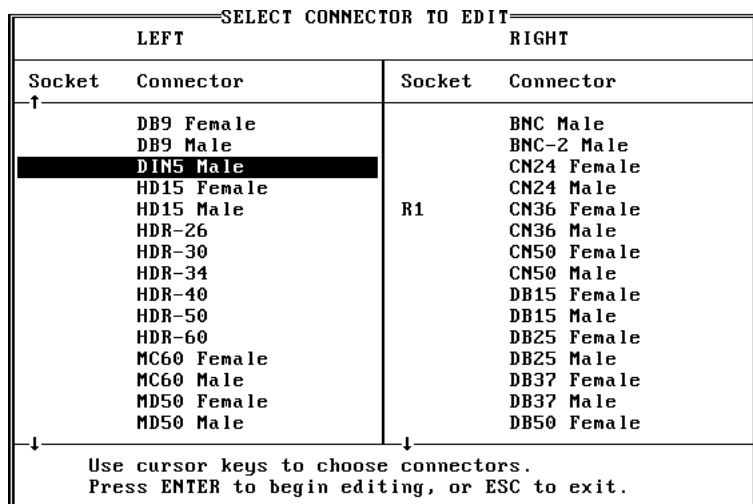 SELECT CONNECTOR TO EDIT
LEFT RIGHT
Socket Connector Socket Connector
DB9 Female BNC Male
DB9 Male BNC-2 Male
DIN5 Male CN24 Female
HD15 Female CN24 Male
HD15 Male R1 CN36 Female
HDR-26 CN36 Male
HDR-30 CN50 Female
HDR-34 CN50 Male
HDR-40 DB15 Female
HDR-50 DB15 Male
HDR-60 DB25 Female
MC60 Female DB25 Male
MC60 Male DB37 Female
MD50 Female DB37 Male
MD50 Male DB50 Female
Use cursor keys to choose connectors.
Press ENTER to begin editing, or ESC to exit.